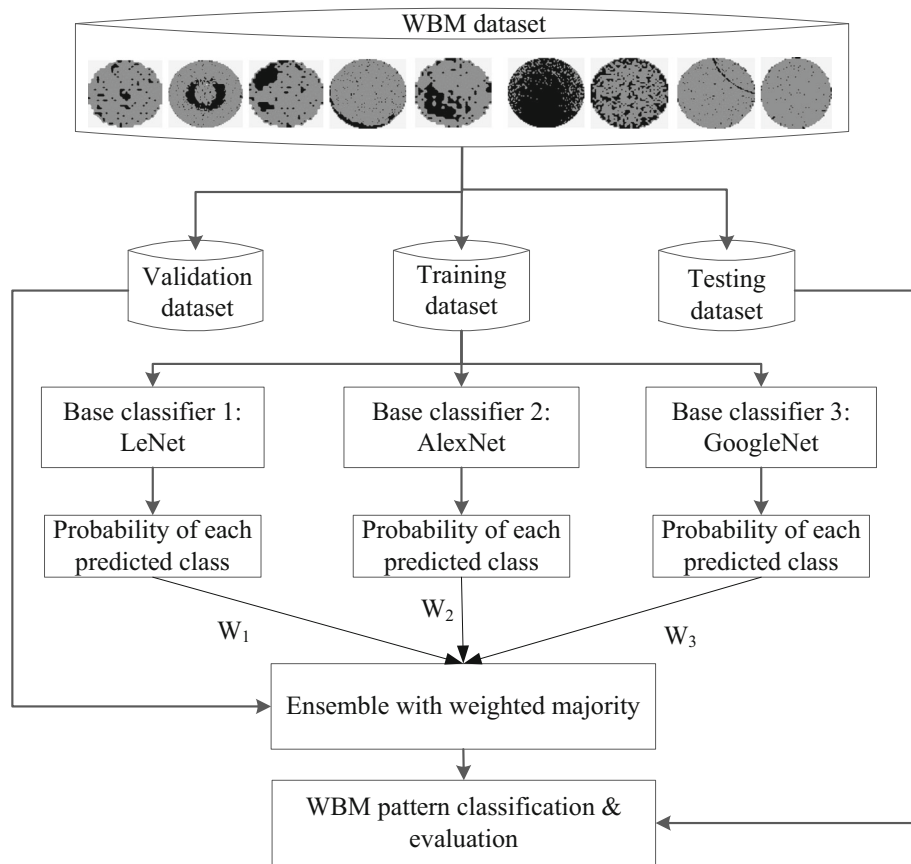 WBM dataset
Validation
dataset
Training
dataset
Testing
dataset
Base classifier 1:
LeNet
Base classifier 2:
AlexNet
Base classifier 3:
GoogleNet
Probability of each
predicted class
Probability of each
predicted class
Probability of each
predicted class
W1
W2
W3
Ensemble with weighted majority
WBM pattern classification &
evaluation